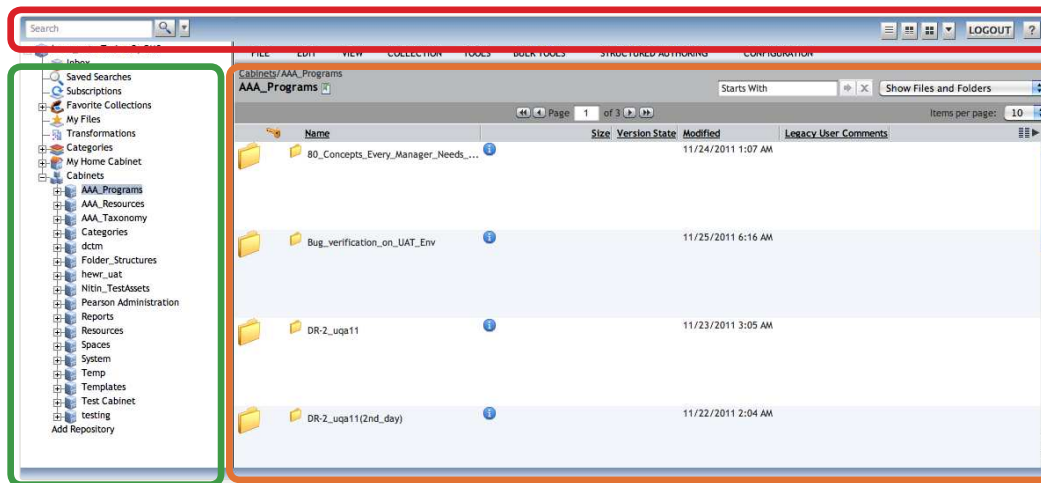 Search
LOGOUT ?
FILE EDIT VIEW COLLECTION TOOLS BULK TOOLS STRUCTURED AUTHORING CONFIGURATION
Inbox
Saved Searches
Subscriptions
Favorite Collections
My Files
Transformations
Categories
My Home Cabinet
Cabinets
AAA_Programs
AAA_Resources
AAA_Taxonomy
Categories
dctm
Folder_Structures
hewr_uat
Nitin_TestAssets
Pearson Administration
Reports
Resources
Spaces
System
Temp
Templates
Test Cabinet
testing
Add Repository
Cabinets/AAA_Programs
AAA_Programs
Starts With
Show Files and Folders
Page 1 of 3
Items per page: 10
Name Size Version State Modified Legacy User Comments
80_Concepts_Every_Manager_Needs_... 11/24/2011 1:07 AM
Bug_verification_on_UAT_Env 11/25/2011 6:16 AM
DR-2_uqa11 11/23/2011 3:05 AM
DR-2_uqa11(2nd_day) 11/22/2011 2:04 AM